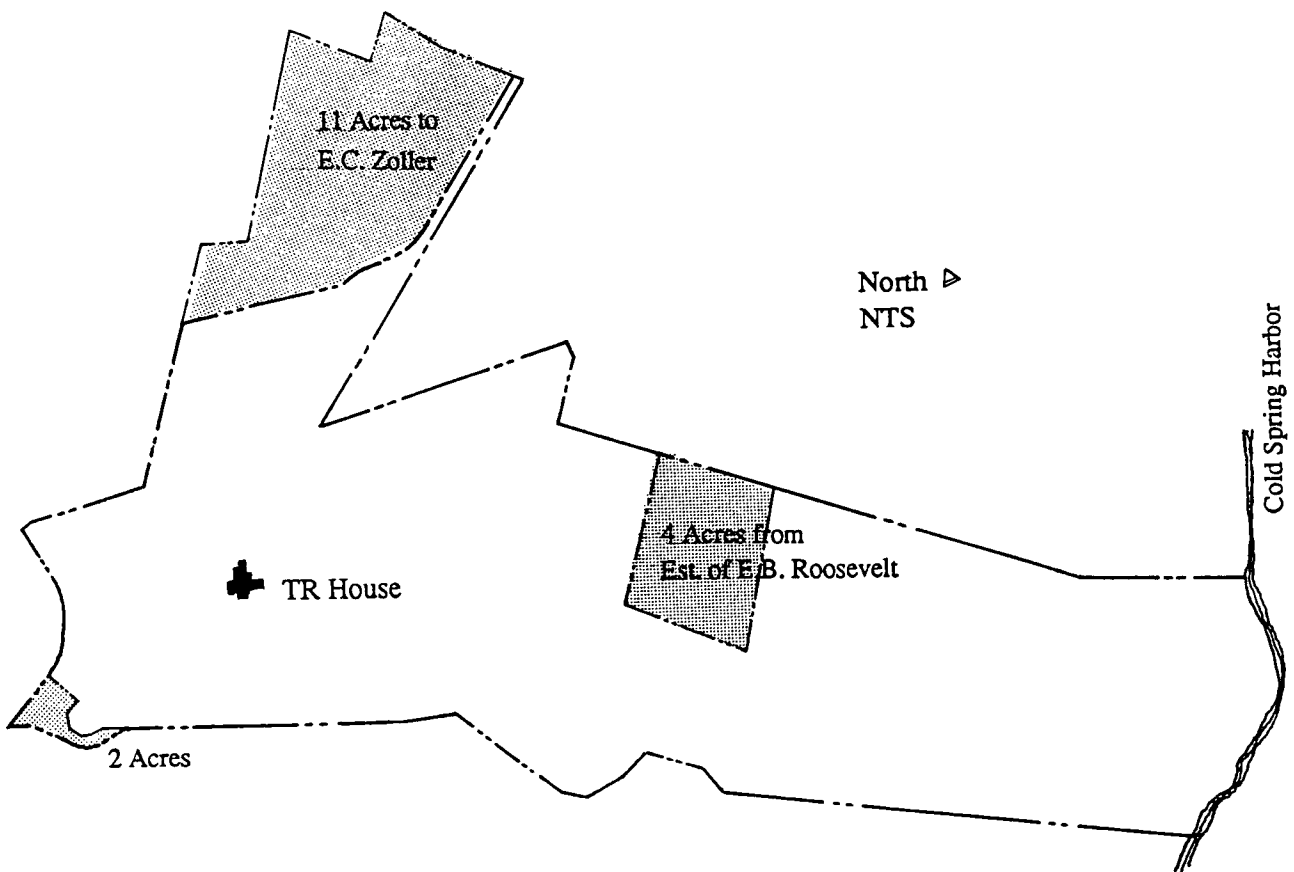 11 Acres to
E.C. Zoller
North
NTS
Cold Spring Harbor
4 Acres from
Est. of E.B. Roosevelt
TR House
2 Acres